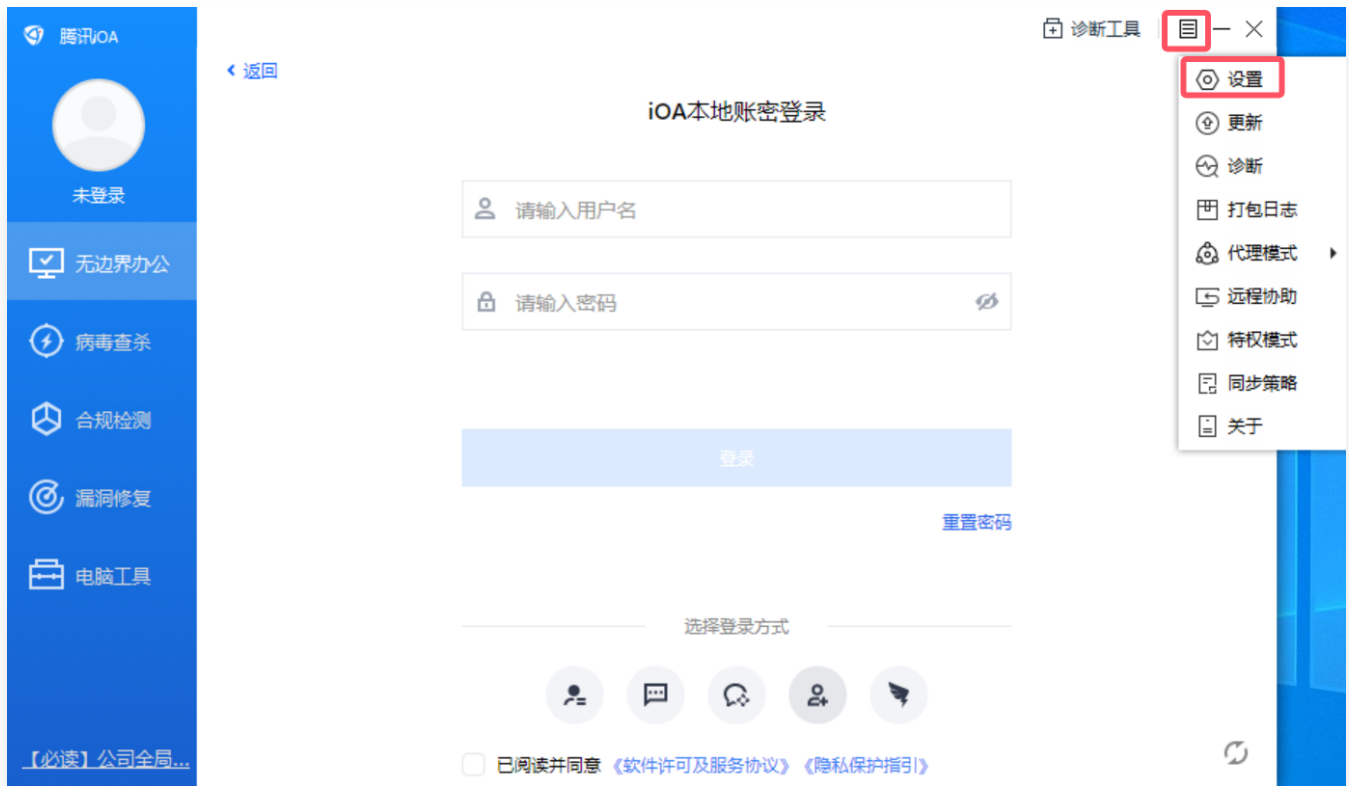 腾讯iOA
诊断工具
返回
未登录
无边界办公
病毒查杀
合规检测
漏洞修复
电脑工具
【必读】公司全局...
iOA本地账密登录
请输入用户名
请输入密码
登录
重置密码
选择登录方式
已阅读并同意 《软件许可及服务协议》 《隐私保护指引》
设置
更新
诊断
打包日志
代理模式
远程协助
特权模式
同步策略
关于